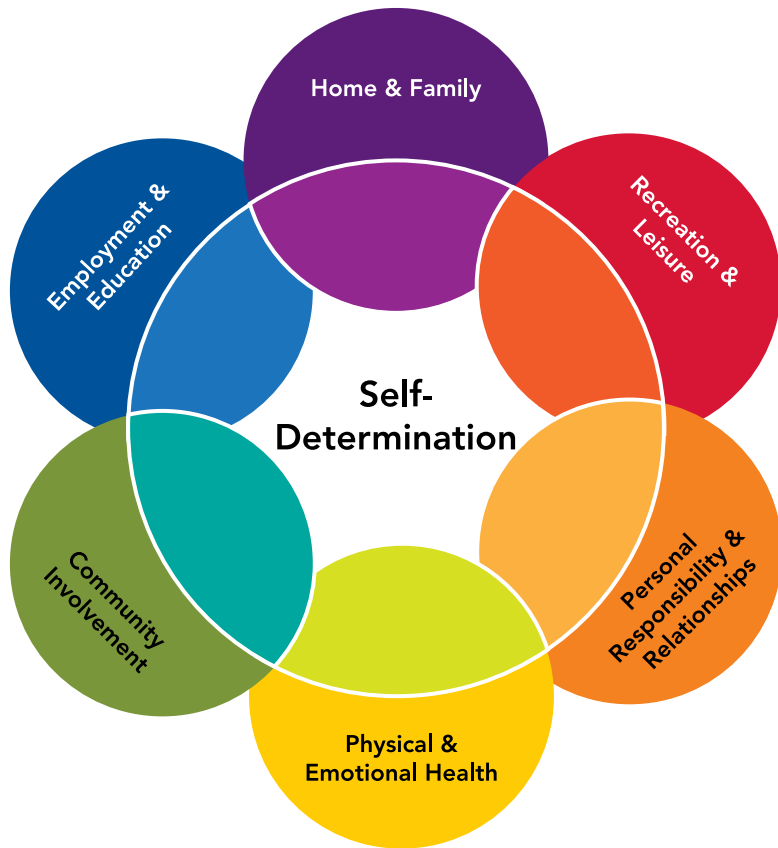 Home & Family
Recreation &
Leisure
Personal
Responsibility &
Relationships
Physical &
Emotional Health
Community
Involvement
Employment &
Education
Self-
Determination